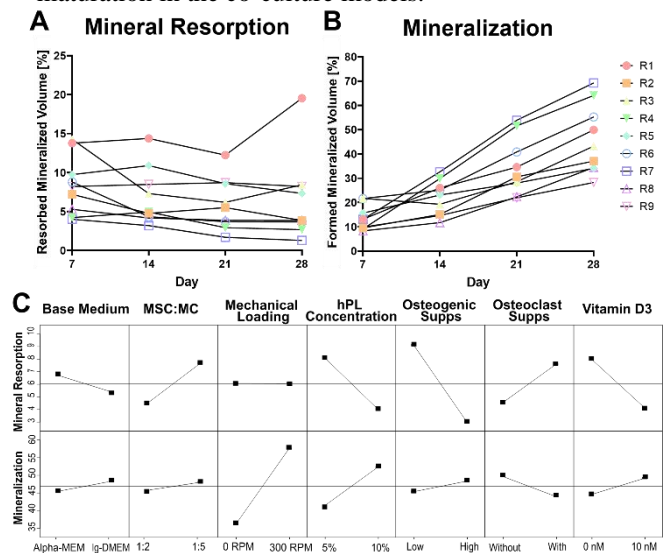 maturation in the co-culture models.
A Mineral Resorption
B Mineralization
Resorbed Mineralized Volume [%]
25
20
15
10
5
0
7 14 21 28
Day
Formed Mineralized Volume [%]
80
70
60
50
40
30
20
10
0
7 14 21 28
Day
R1
R2
R3
R4
R5
R6
R7
R8
R9
C
Base Medium MSC:MC Mechanical Loading hPL Concentration Osteogenic Supps Osteoclast Supps Vitamin D3
Mineral Resorption
10
9
8
7
6
5
4
3
Mineralization
60
55
50
45
40
35
Alpha-MEM lg-DMEM 1:2 1:5 0 RPM 300 RPM 5% 10% Low High Without With 0 nM 10 nM